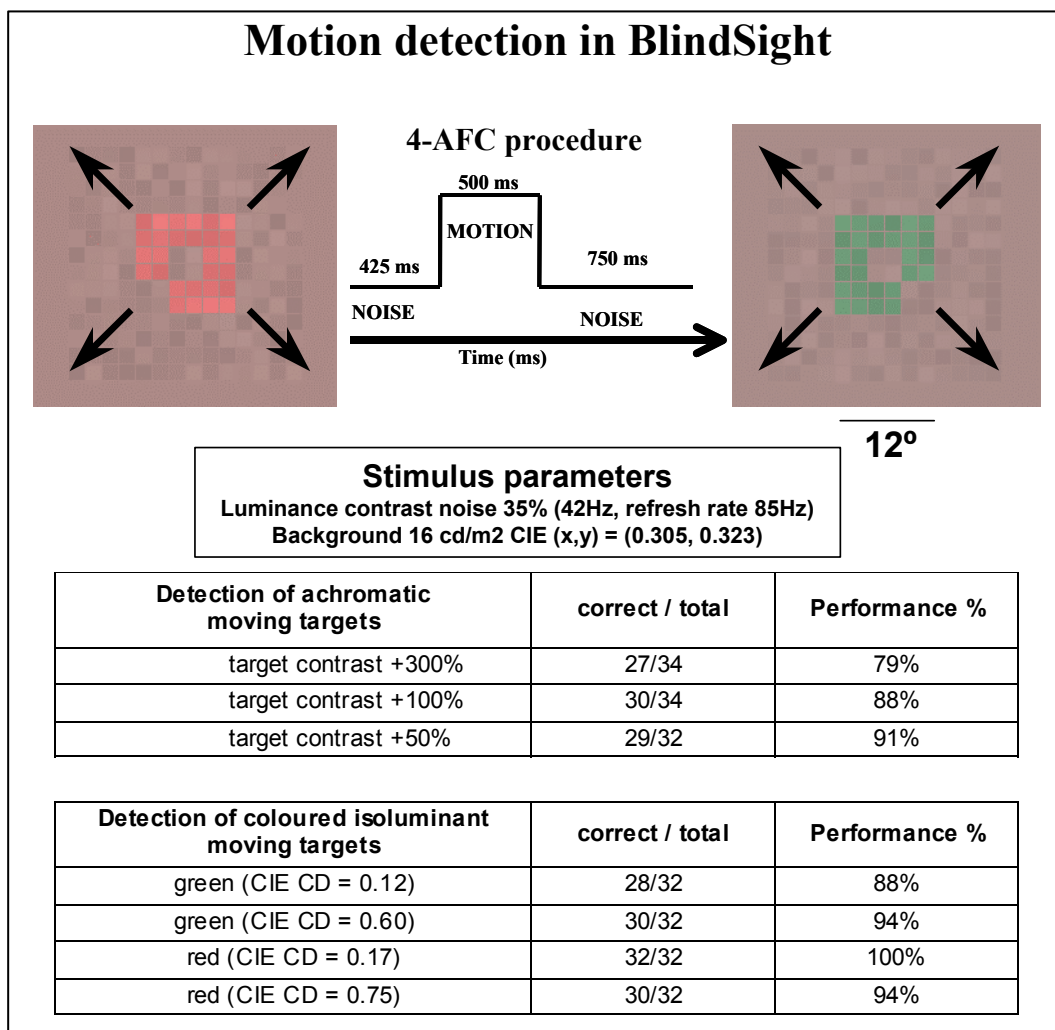 Motion detection in BlindSight
4-AFC procedure
500 ms
MOTION
425 ms
750 ms
NOISE
NOISE
Time (ms)
12º
Stimulus parameters
Luminance contrast noise 35% (42Hz, refresh rate 85Hz)
Background 16 cd/m2 CIE (x,y) = (0.305, 0.323)
Detection of achromatic
moving targets
correct / total
Performance %
target contrast +300%
27/34
79%
target contrast +100%
30/34
88%
target contrast +50%
29/32
91%
Detection of coloured isoluminant
moving targets
correct / total
Performance %
green (CIE CD = 0.12)
28/32
88%
green (CIE CD = 0.60)
30/32
94%
red (CIE CD = 0.17)
32/32
100%
red (CIE CD = 0.75)
30/32
94%